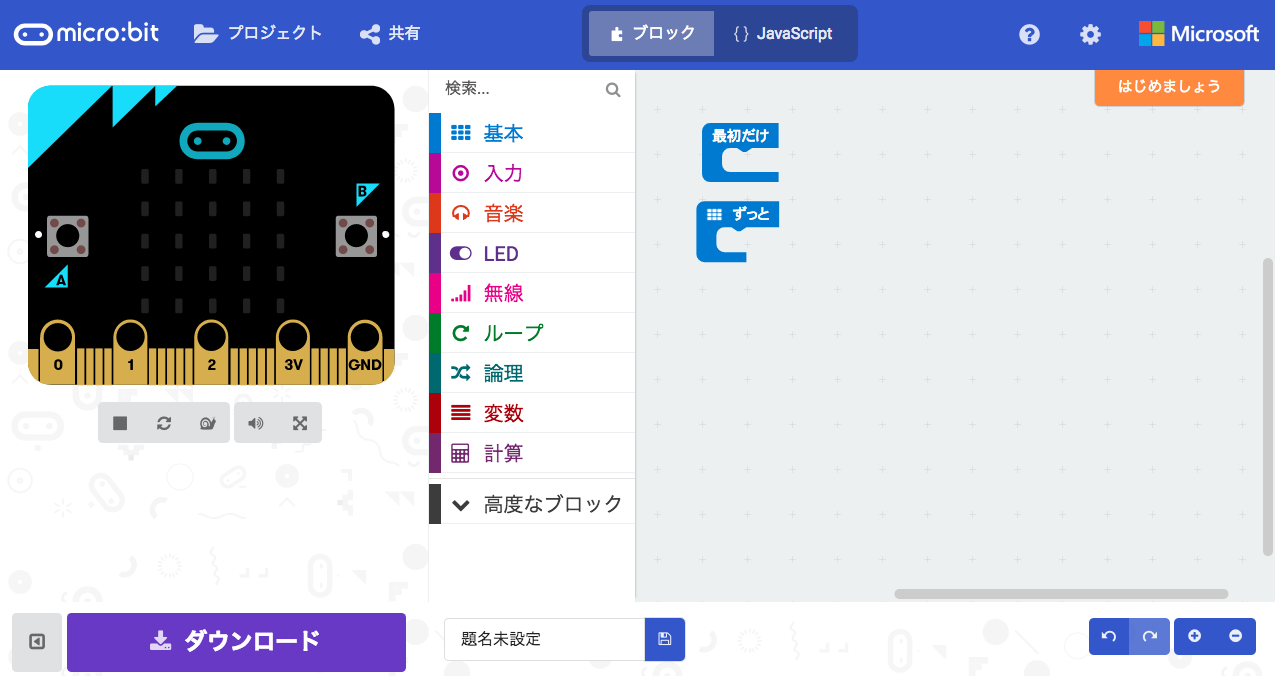 micro:bit
プロジェクト
共有
ブロック
{ } JavaScript
Microsoft
検索...
はじめましょう
基本
入力
音楽
LED
無線
ループ
論理
変数
計算
高度なブロック
最初だけ
ずっと
B
A
0
1
2
3V
GND
ダウンロード
題名未設定